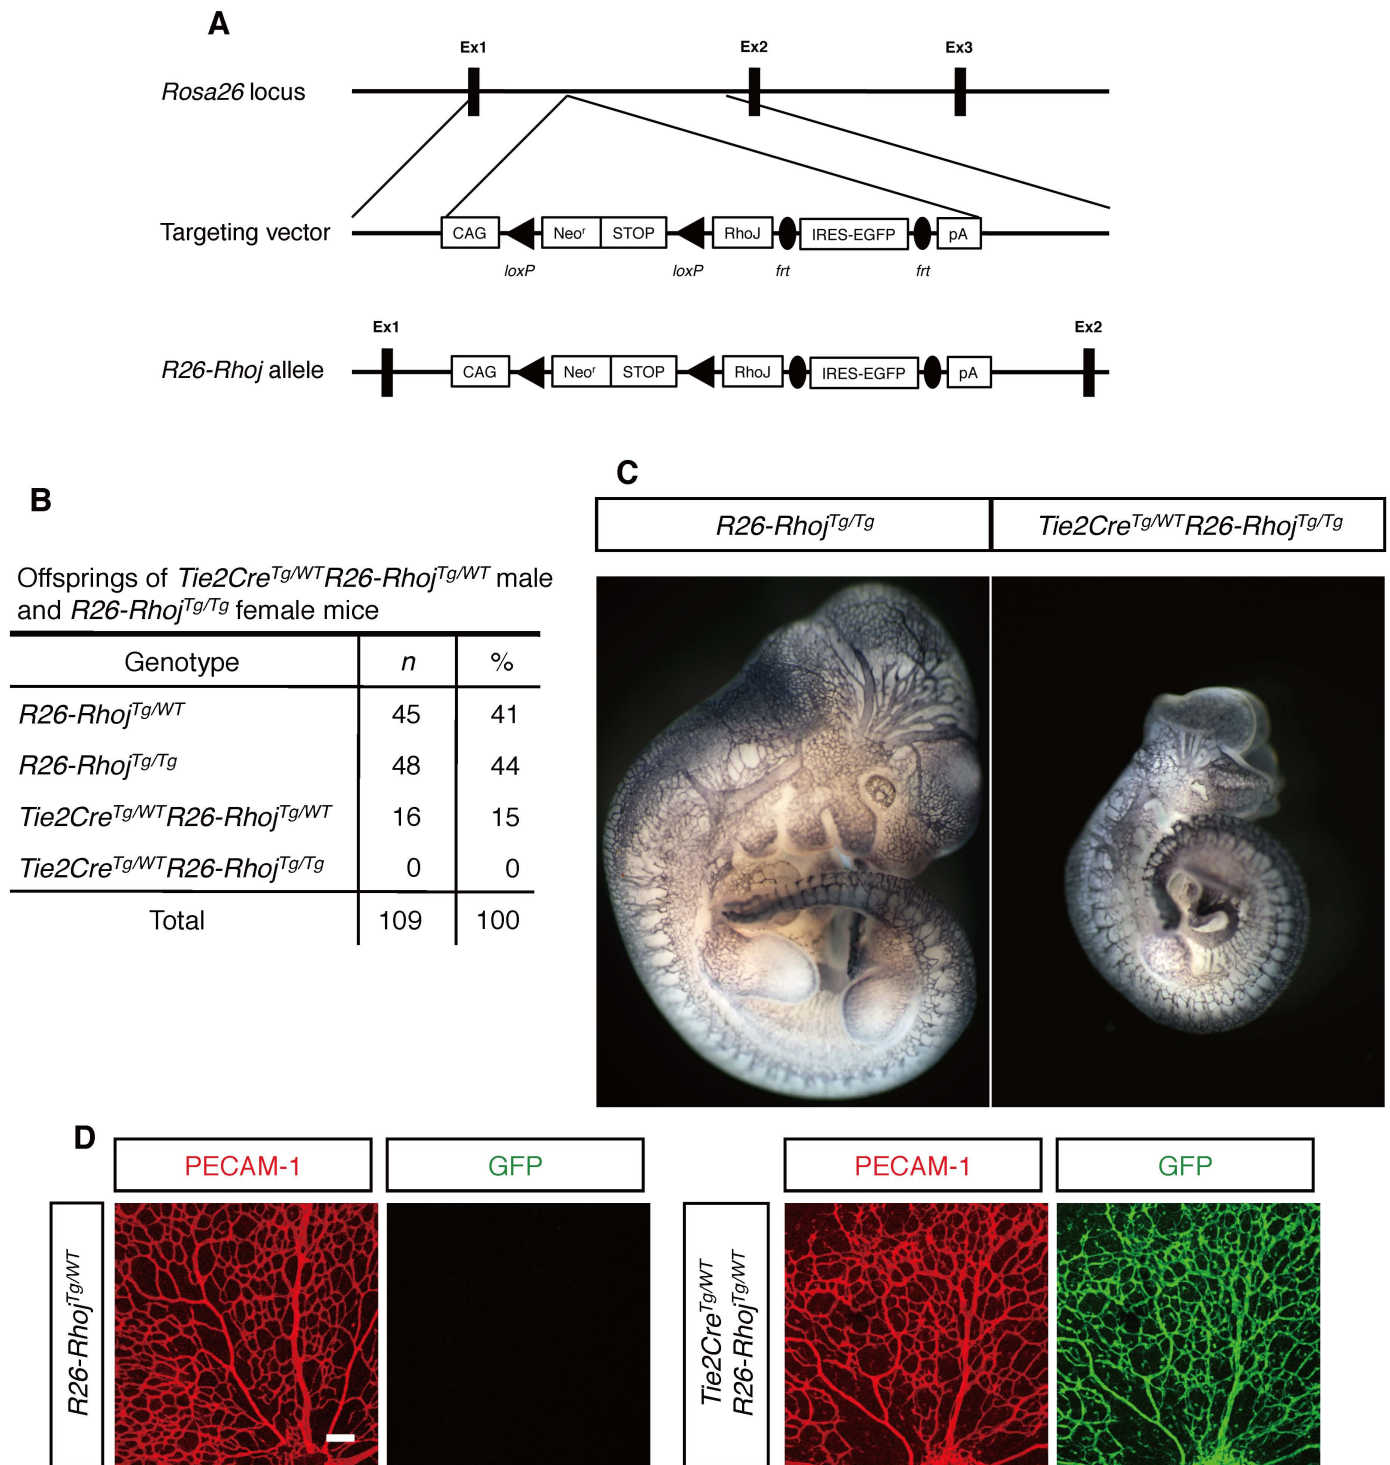 A
Ex1 Ex2 Ex3
Rosa26 locus
Targeting vector CAG Neoʳ STOP RhoJ IRES-EGFP pA
loxP loxP frt frt
Ex1 Ex2
R26-Rhoj allele CAG Neoʳ STOP RhoJ IRES-EGFP pA
B
Offsprings of Tie2CreTg/WTR26-RhojTg/WT male
and R26-RhojTg/Tg female mice
Genotype n %
R26-RhojTg/WT 45 41
R26-RhojTg/Tg 48 44
Tie2CreTg/WTR26-RhojTg/WT 16 15
Tie2CreTg/WTR26-RhojTg/Tg 0 0
Total 109 100
C
R26-RhojTg/Tg Tie2CreTg/WTR26-RhojTg/Tg
D
PECAM-1 GFP PECAM-1 GFP
R26-RhojTg/WT
Tie2CreTg/WT
R26-RhojTg/WT